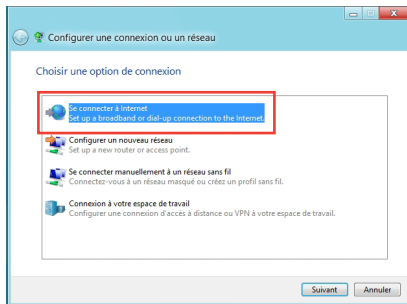 Configurer une connexion ou un réseau
Choisir une option de connexion
Se connecter à Internet
Set up a broadband or dial-up connection to the Internet.
Configurer un nouveau réseau
Set up a new router or access point.
Se connecter manuellement à un réseau sans fil
Connectez-vous à un réseau masqué ou créez un profil sans fil.
Connexion à votre espace de travail
Configurer une connexion d'accès à distance ou VPN à votre espace de travail.
Suivant Annuler